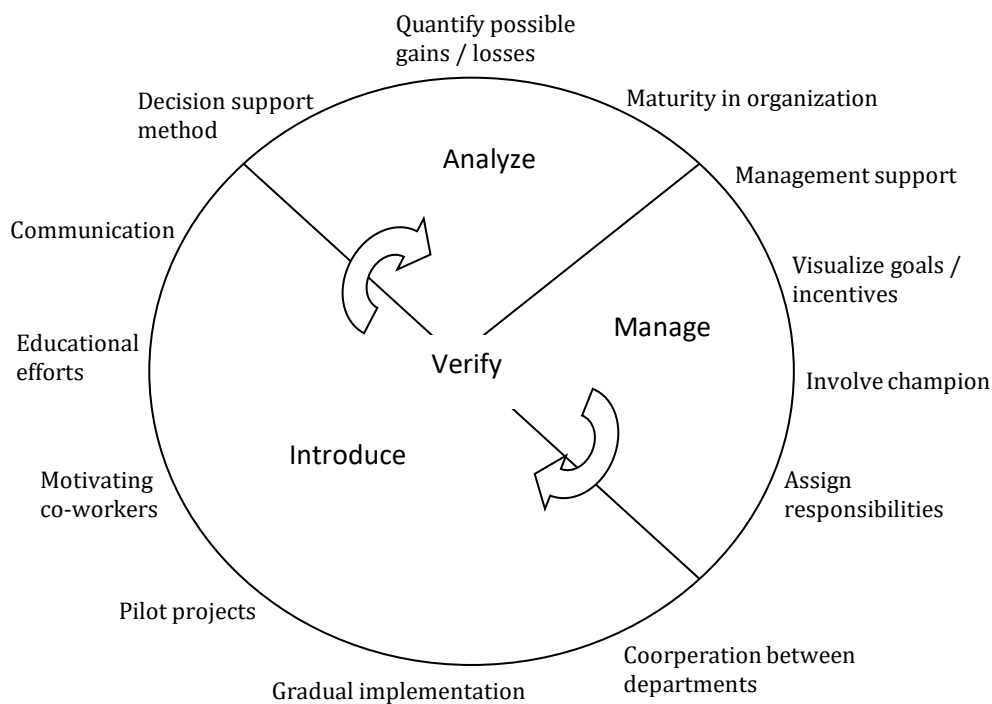 Quantify possible
gains / losses
Decision support
method
Maturity in organization
Analyze
Management support
Communication
Visualize goals /
incentives
Manage
Educational
efforts
Verify
Involve champion
Introduce
Motivating
co-workers
Assign
responsibilities
Pilot projects
Coorperation between
departments
Gradual implementation